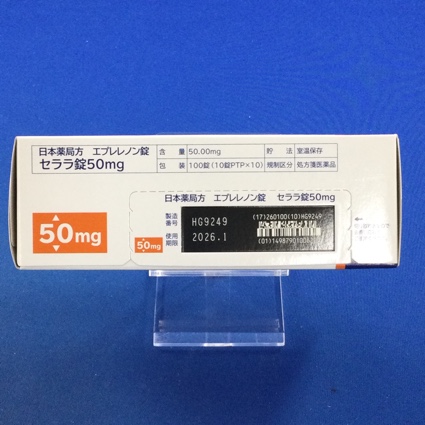 日本薬局方 エプレレノン錠
セララ錠50mg
含 量 50.00mg 貯 法 室温保存
包 装 100錠(10錠PTP×10) 規制区分 処方箋医薬品
日本薬局方 エプレレノン錠 セララ錠50mg
50mg
50mg
製造番号 HG9249
使用期限 2026.1
(17)260100(10)HG9249